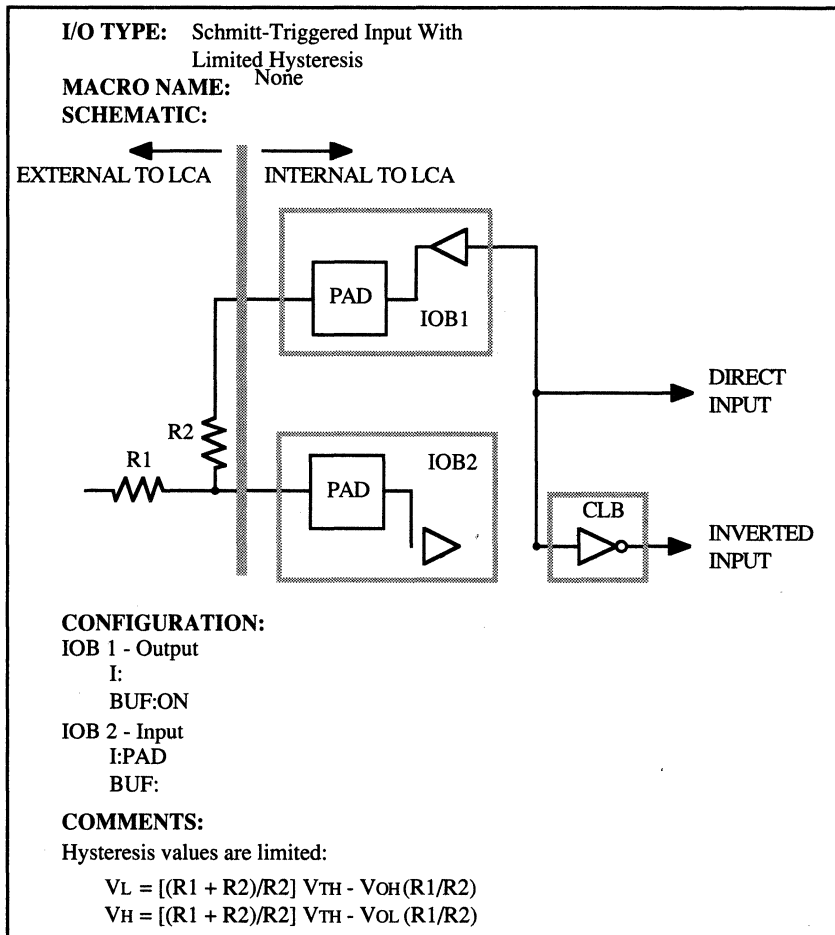 I/O TYPE: Schmitt-Triggered Input With
Limited Hysteresis
MACRO NAME: None
SCHEMATIC:
EXTERNAL TO LCA INTERNAL TO LCA
PAD
IOB1
DIRECT
INPUT
R2
R1
IOB2
PAD
CLB
INVERTED
INPUT
CONFIGURATION:
IOB 1 - Output
I:
BUF:ON
IOB 2 - Input
I:PAD
BUF:
COMMENTS:
Hysteresis values are limited:
VL = [(R1 + R2)/R2] VTH - VOH (R1/R2)
VH = [(R1 + R2)/R2] VTH - VOL (R1/R2)